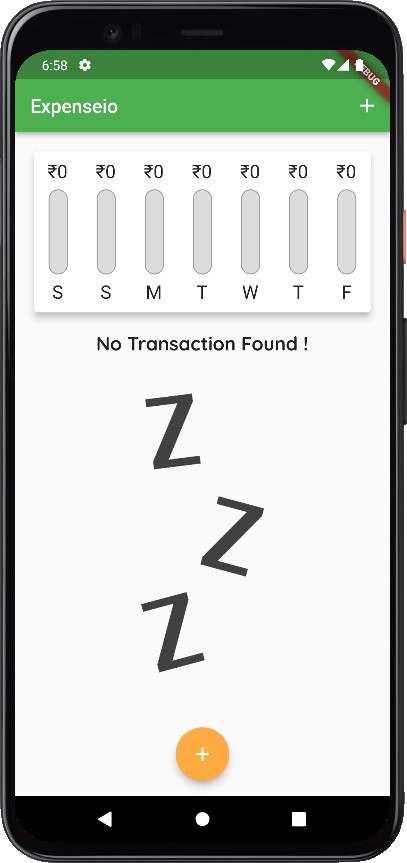 6:58
DEBUG
Expenseio
+
₹0 ₹0 ₹0 ₹0 ₹0 ₹0 ₹0
S S M T W T F
No Transaction Found !
Z
Z
Z
+